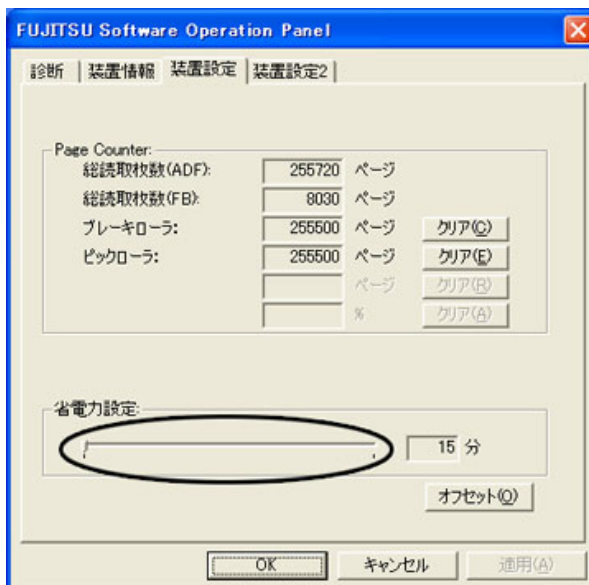 FUJITSU Software Operation Panel
診断 装置情報 装置設定 装置設定2
Page Counter:
総読取枚数(ADF): 255720 ページ
総読取枚数(FB): 8030 ページ
ブレーキローラ: 255500 ページ クリア(C)
ピックローラ: 255500 ページ クリア(E)
ページ クリア(R)
% クリア(A)
省電力設定:
15 分
オフセット(O)
OK キャンセル 適用(A)